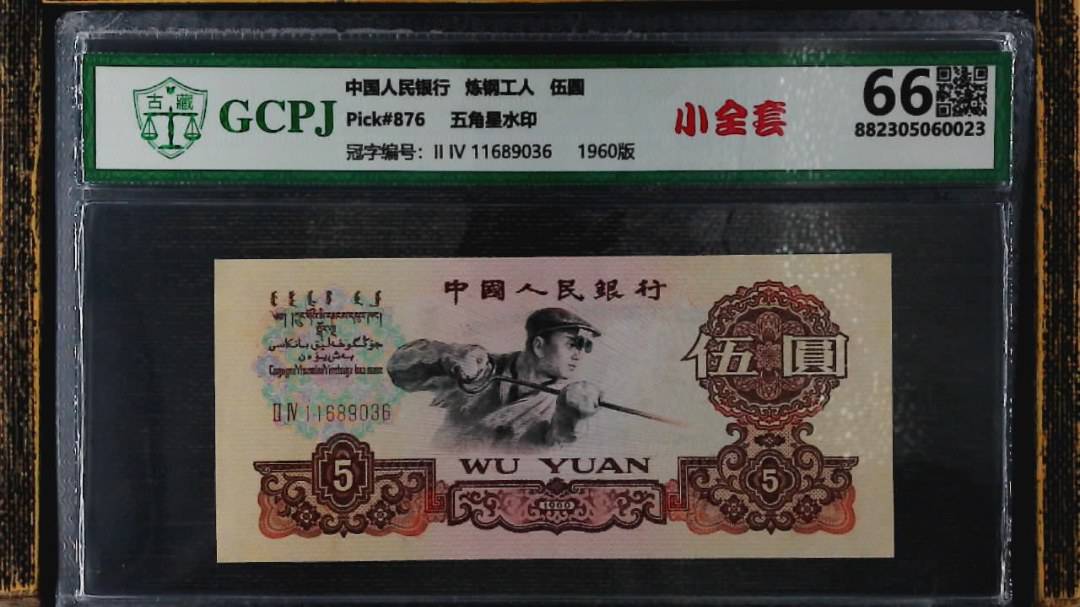 古藏
GCPJ
中国人民银行 炼钢工人 伍圆
Pick#876 五角星水印
冠字编号：II IV 11689036 1960版
小全套
66
882305060023
中國人民銀行
伍圓
II IV 11689036
WU YUAN
5
1960
5